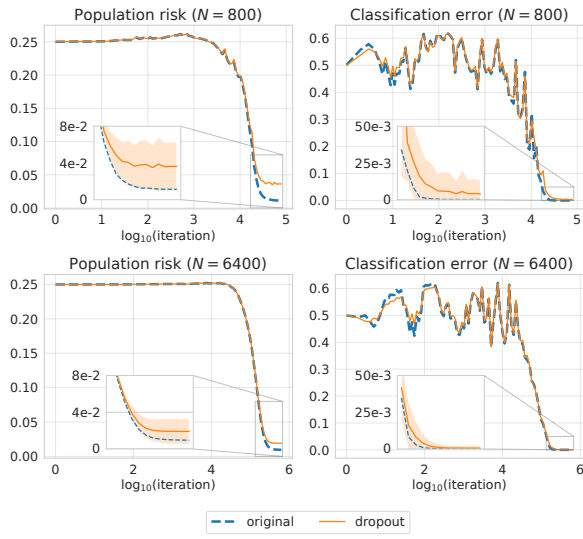 Population risk (N = 800)
0.25
0.20
0.15
0.10
0.05
0.00
8e-2
4e-2
0
0 1 2 3 4 5
log₁₀(iteration)
Classification error (N = 800)
0.6
0.5
0.4
0.3
0.2
0.1
0.0
50e-3
25e-3
0
0 1 2 3 4 5
log₁₀(iteration)
Population risk (N = 6400)
0.25
0.20
0.15
0.10
0.05
0.00
8e-2
4e-2
0
0 2 4 6
log₁₀(iteration)
Classification error (N = 6400)
0.6
0.5
0.4
0.3
0.2
0.1
0.0
50e-3
25e-3
0
0 2 4 6
log₁₀(iteration)
original dropout